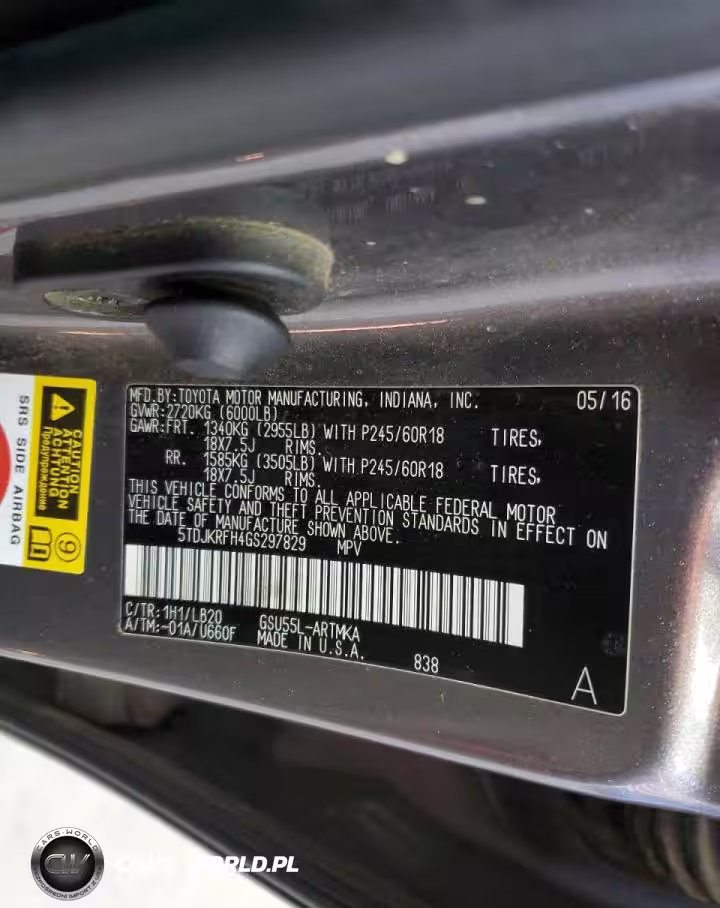 MFD.BY:TOYOTA MOTOR MANUFACTURING, INDIANA, INC. 05/16
GVWR:2720KG (6000LB)
GAWR:FRT. 1340KG (2955LB) WITH P245/60R18 TIRES,
18X7.5J RIMS.
RR. 1585KG (3505LB) WITH P245/60R18 TIRES,
18X7.5J RIMS.
THIS VEHICLE CONFORMS TO ALL APPLICABLE FEDERAL MOTOR
VEHICLE SAFETY AND THEFT PREVENTION STANDARDS IN EFFECT ON
THE DATE OF MANUFACTURE SHOWN ABOVE.
5TDJKRFH4GS297829 MPV
C/TR:1H1/LB20
A/TM:-01A/U660F
GSU55L-ARTMKA
MADE IN U.S.A.
838
A
CAUTION
ATTENTION
ACHTUNG
Предупреждение
9
SRS SIDE AIRBAG
CARS-WORLD
CW
WORLD.PL